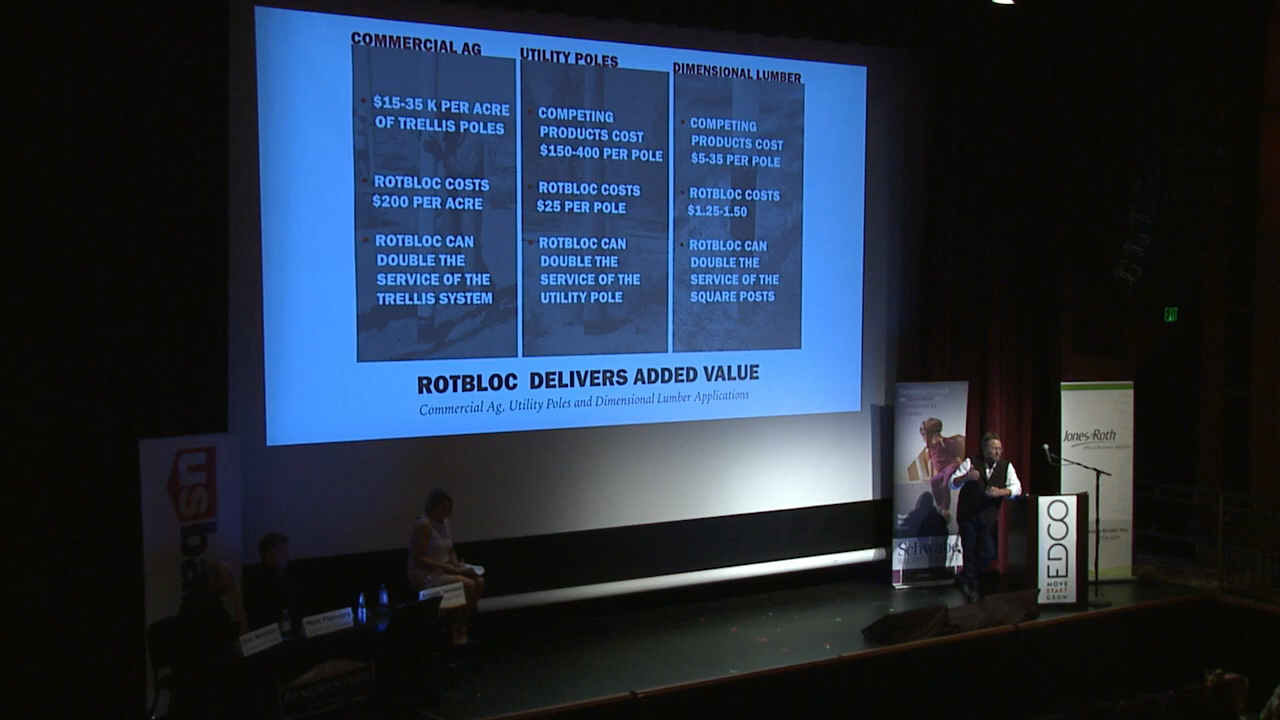 COMMERCIAL AG
$15-35 K PER ACRE
OF TRELLIS POLES
ROTBLOC COSTS
$200 PER ACRE
ROTBLOC CAN
DOUBLE THE
SERVICE OF THE
TRELLIS SYSTEM
UTILITY POLES
COMPETING
PRODUCTS COST
$150-400 PER POLE
ROTBLOC COSTS
$25 PER POLE
ROTBLOC CAN
DOUBLE THE
SERVICE OF THE
UTILITY POLE
DIMENSIONAL LUMBER
COMPETING
PRODUCTS COST
$5-35 PER POLE
ROTBLOC COSTS
$1.25-1.50
ROTBLOC CAN
DOUBLE THE
SERVICE OF THE
SQUARE POSTS
ROTBLOC DELIVERS ADDED VALUE
Commercial Ag, Utility Poles and Dimensional Lumber Applications
EXIT
Jones Roth
Schwabe
EDCO
MOVE
START
GROW
Matt Flannery